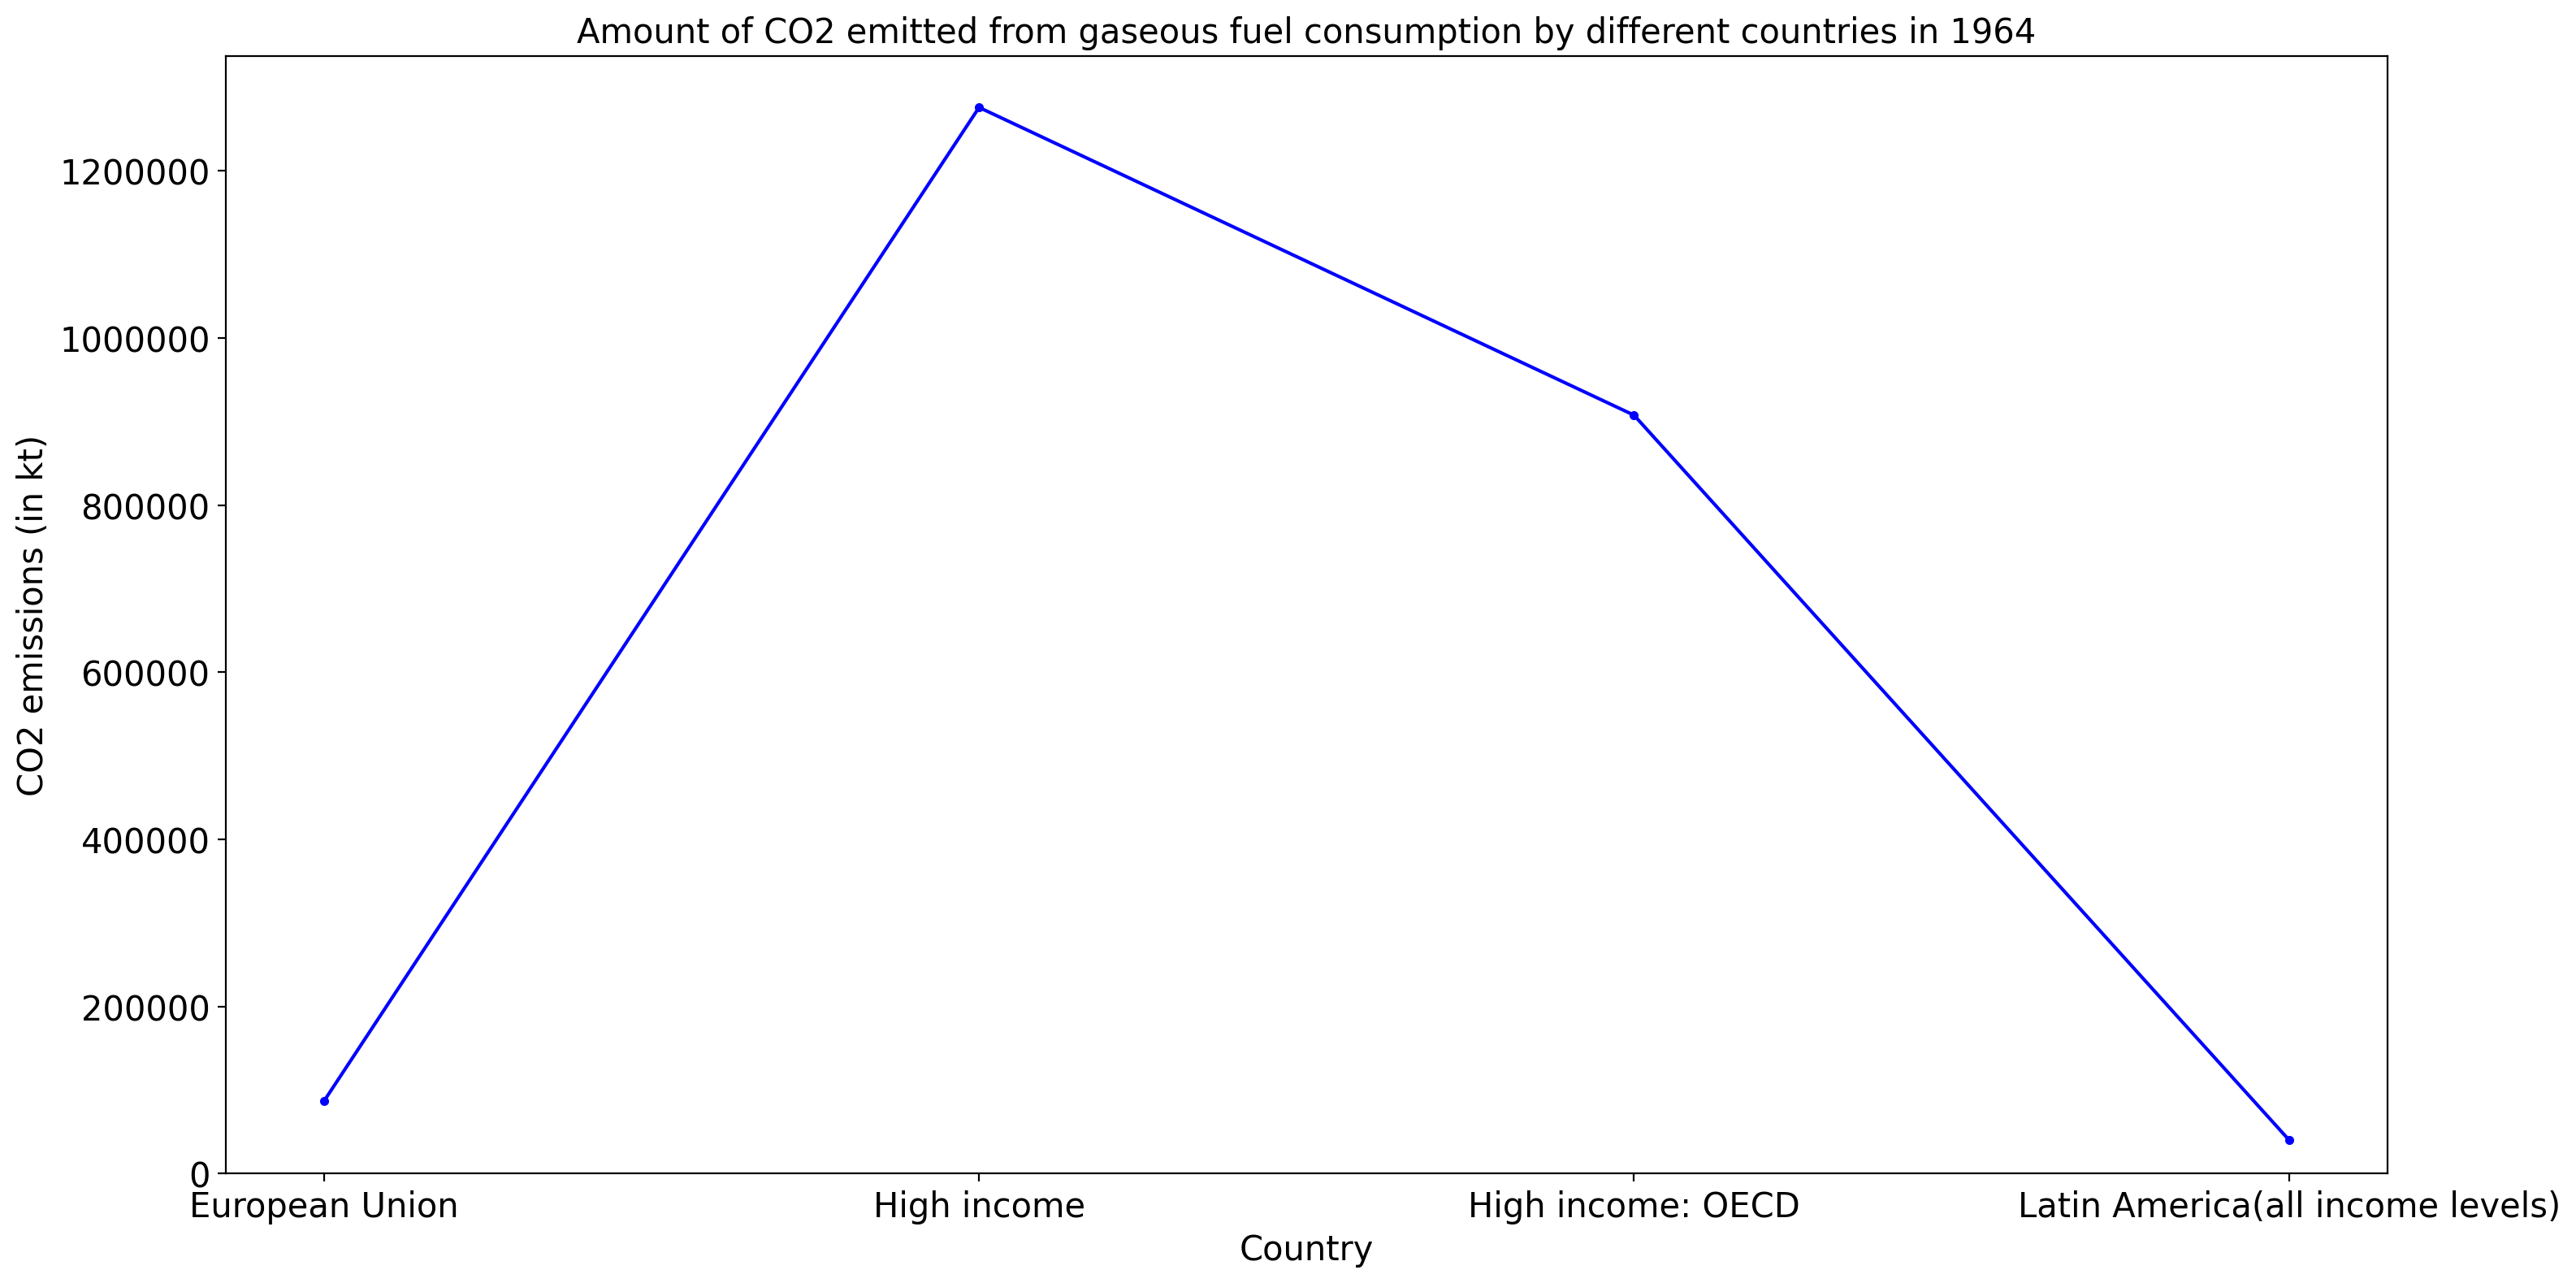 Amount of CO2 emitted from gaseous fuel consumption by different countries in 1964
CO2 emissions (in kt)
1200000
1000000
800000
600000
400000
200000
0
European Union
High income
High income: OECD
Latin America(all income levels)
Country